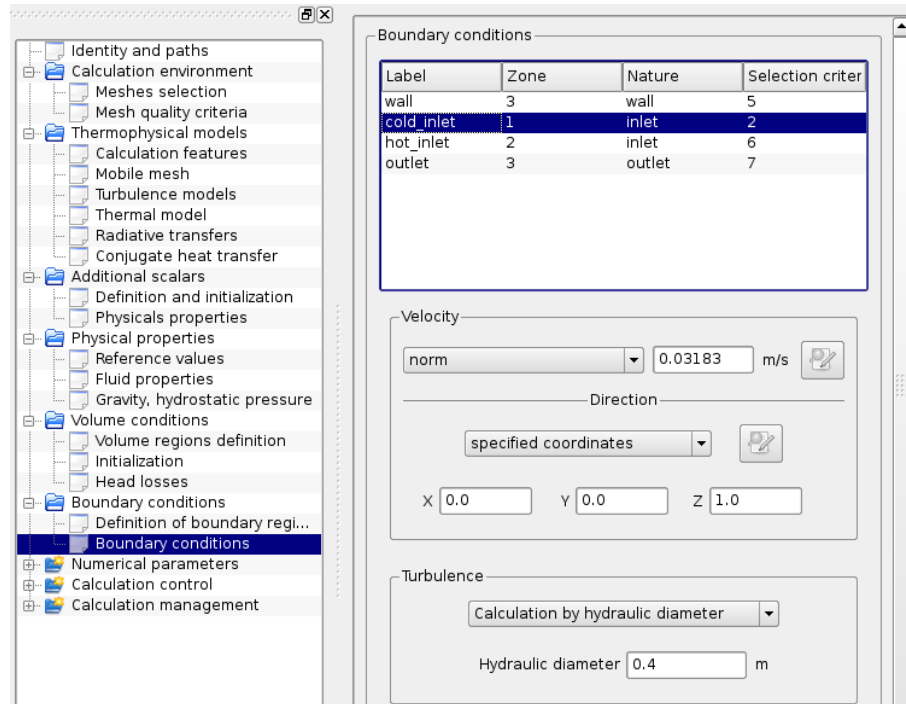 Identity and paths
Calculation environment
Meshes selection
Mesh quality criteria
Thermophysical models
Calculation features
Mobile mesh
Turbulence models
Thermal model
Radiative transfers
Conjugate heat transfer
Additional scalars
Definition and initialization
Physicals properties
Physical properties
Reference values
Fluid properties
Gravity, hydrostatic pressure
Volume conditions
Volume regions definition
Initialization
Head losses
Boundary conditions
Definition of boundary regi...
Boundary conditions
Numerical parameters
Calculation control
Calculation management
Boundary conditions
Label Zone Nature Selection criter
wall 3 wall 5
cold_inlet 1 inlet 2
hot_inlet 2 inlet 6
outlet 3 outlet 7
Velocity
norm 0.03183 m/s
Direction
specified coordinates
X 0.0 Y 0.0 Z 1.0
Turbulence
Calculation by hydraulic diameter
Hydraulic diameter 0.4 m